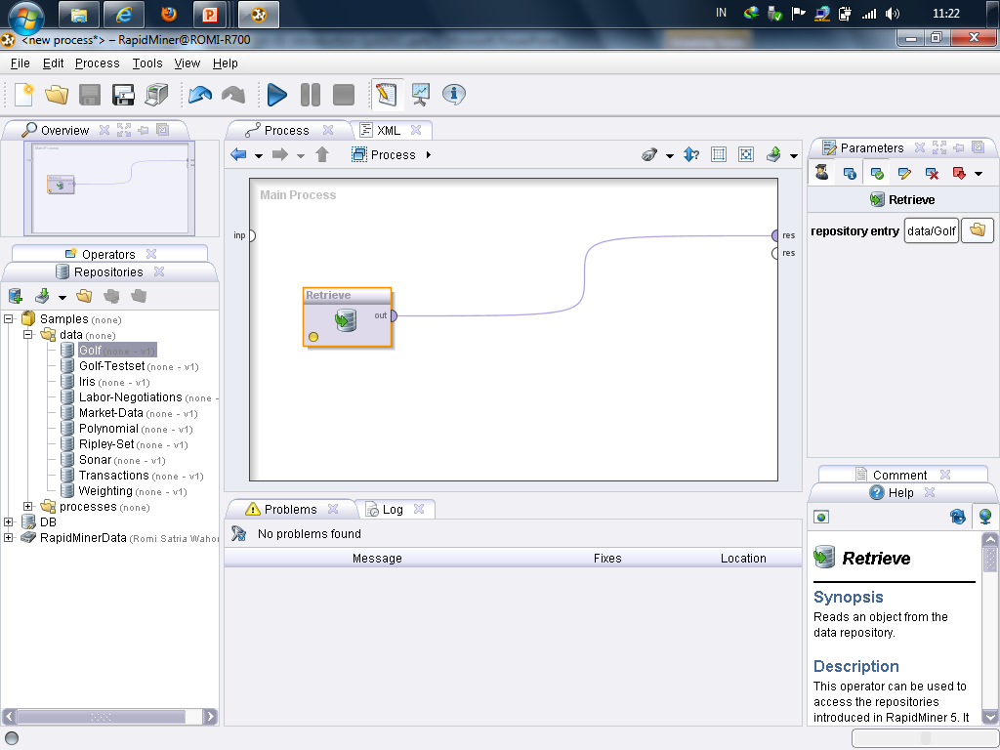 IN
11:22
<new process*> – RapidMiner@ROMI-R700
File Edit Process Tools View Help
Overview
Main Process
Operators
Repositories
Samples (none)
data (none)
Golf (none - v1)
Golf-Testset (none - v1)
Iris (none - v1)
Labor-Negotiations (none -
Market-Data (none - v1)
Polynomial (none - v1)
Ripley-Set (none - v1)
Sonar (none - v1)
Transactions (none - v1)
Weighting (none - v1)
processes (none)
DB
RapidMinerData (Romi Satria Wahor
Process
XML
Process
Main Process
inp
res
res
Retrieve
out
Problems
Log
No problems found
Message Fixes Location
Parameters
Retrieve
repository entry data/Golf
Comment
Help
Retrieve
Synopsis
Reads an object from the
data repository.
Description
This operator can be used to
access the repositories
introduced in RapidMiner 5. It